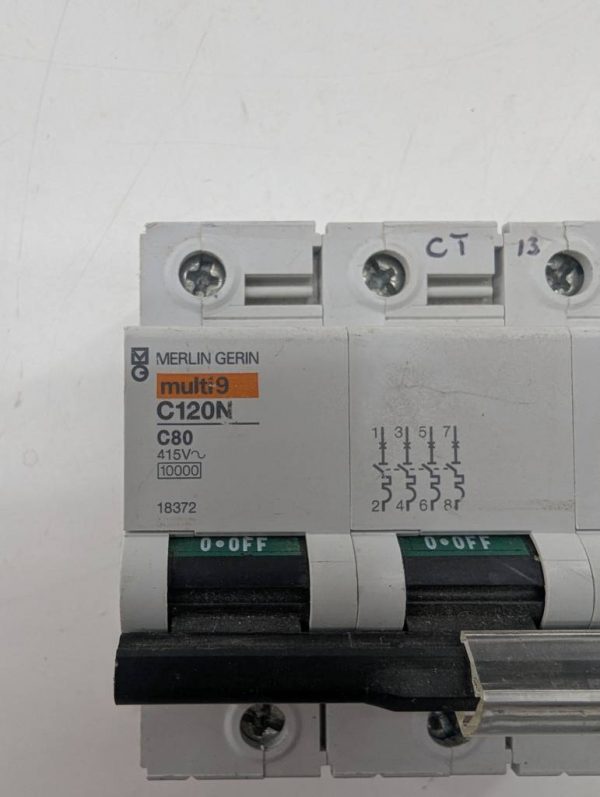 CT 13
MERLIN GERIN
multi9
C120N
C80
415V~
10000
18372
1 3 5 7
2 4 6 8
0•OFF 0•OFF